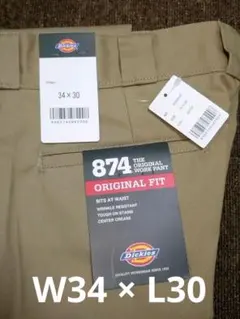 Dickies
34 × 30
874 THE ORIGINAL WORK PANT
ORIGINAL FIT
SITS AT WAIST
WRINKLE RESISTANT
TOUGH ON STAINS
CENTER CREASE
Dickies
W34 × L30